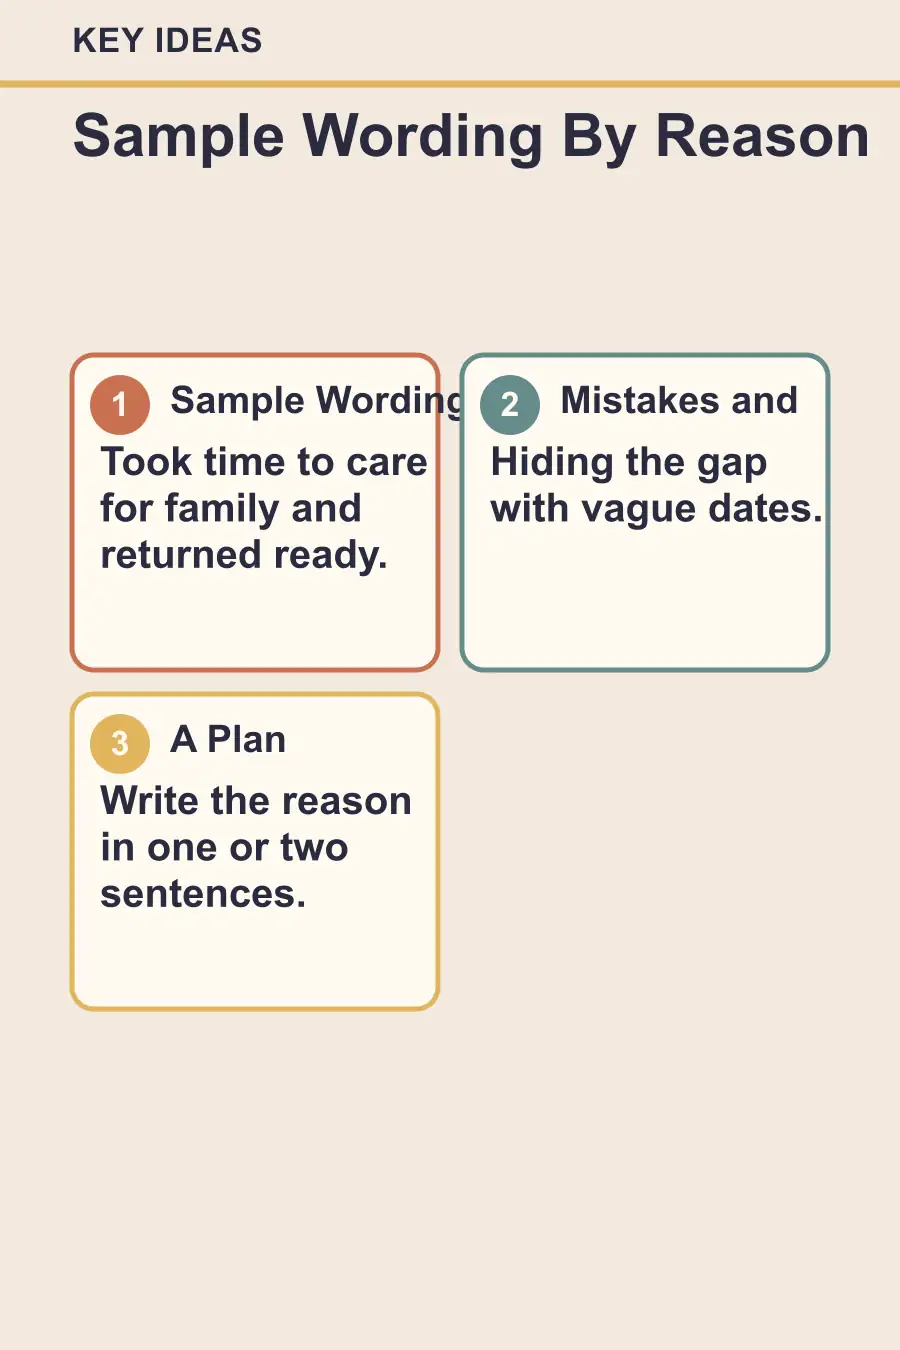 KEY IDEAS
Sample Wording By Reason
1
Sample Wording
Took time to care
for family and
returned ready.
2
Mistakes and
Hiding the gap
with vague dates.
3
A Plan
Write the reason
in one or two
sentences.